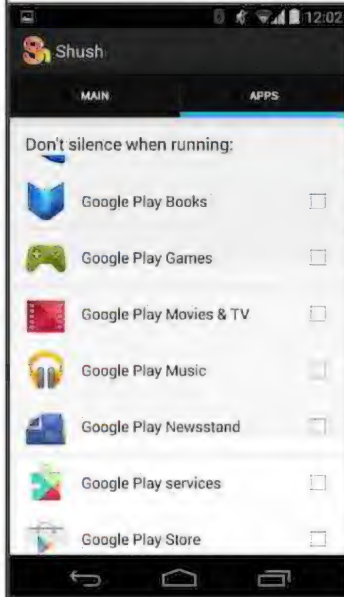 12:02
Shush
MAIN APPS
Don't silence when running:
Google Play Books
Google Play Games
Google Play Movies & TV
Google Play Music
Google Play Newsstand
Google Play services
Google Play Store